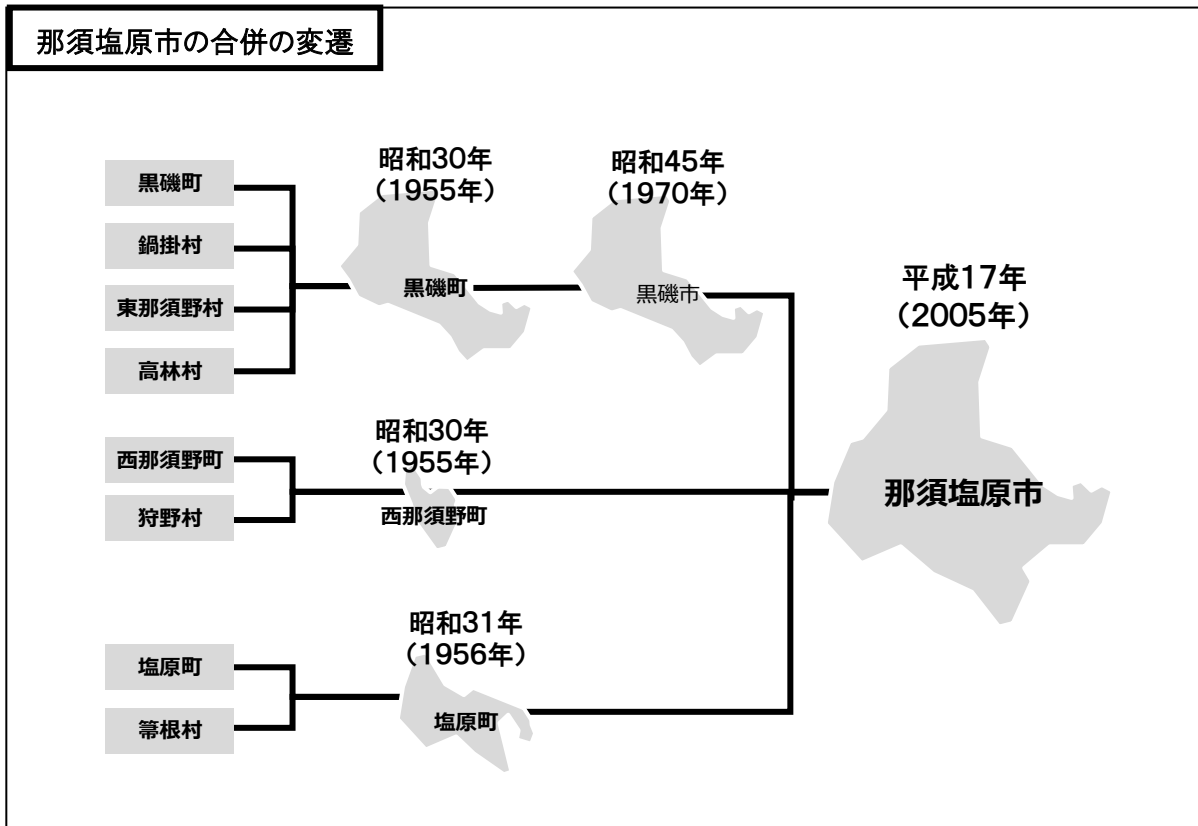 那須塩原市の合併の変遷
黒磯町
鍋掛村
東那須野村
高林村
昭和30年
（1955年）
黒磯町
昭和45年
（1970年）
黒磯市
西那須野町
狩野村
昭和30年
（1955年）
西那須野町
塩原町
箒根村
昭和31年
（1956年）
塩原町
平成17年
（2005年）
那須塩原市